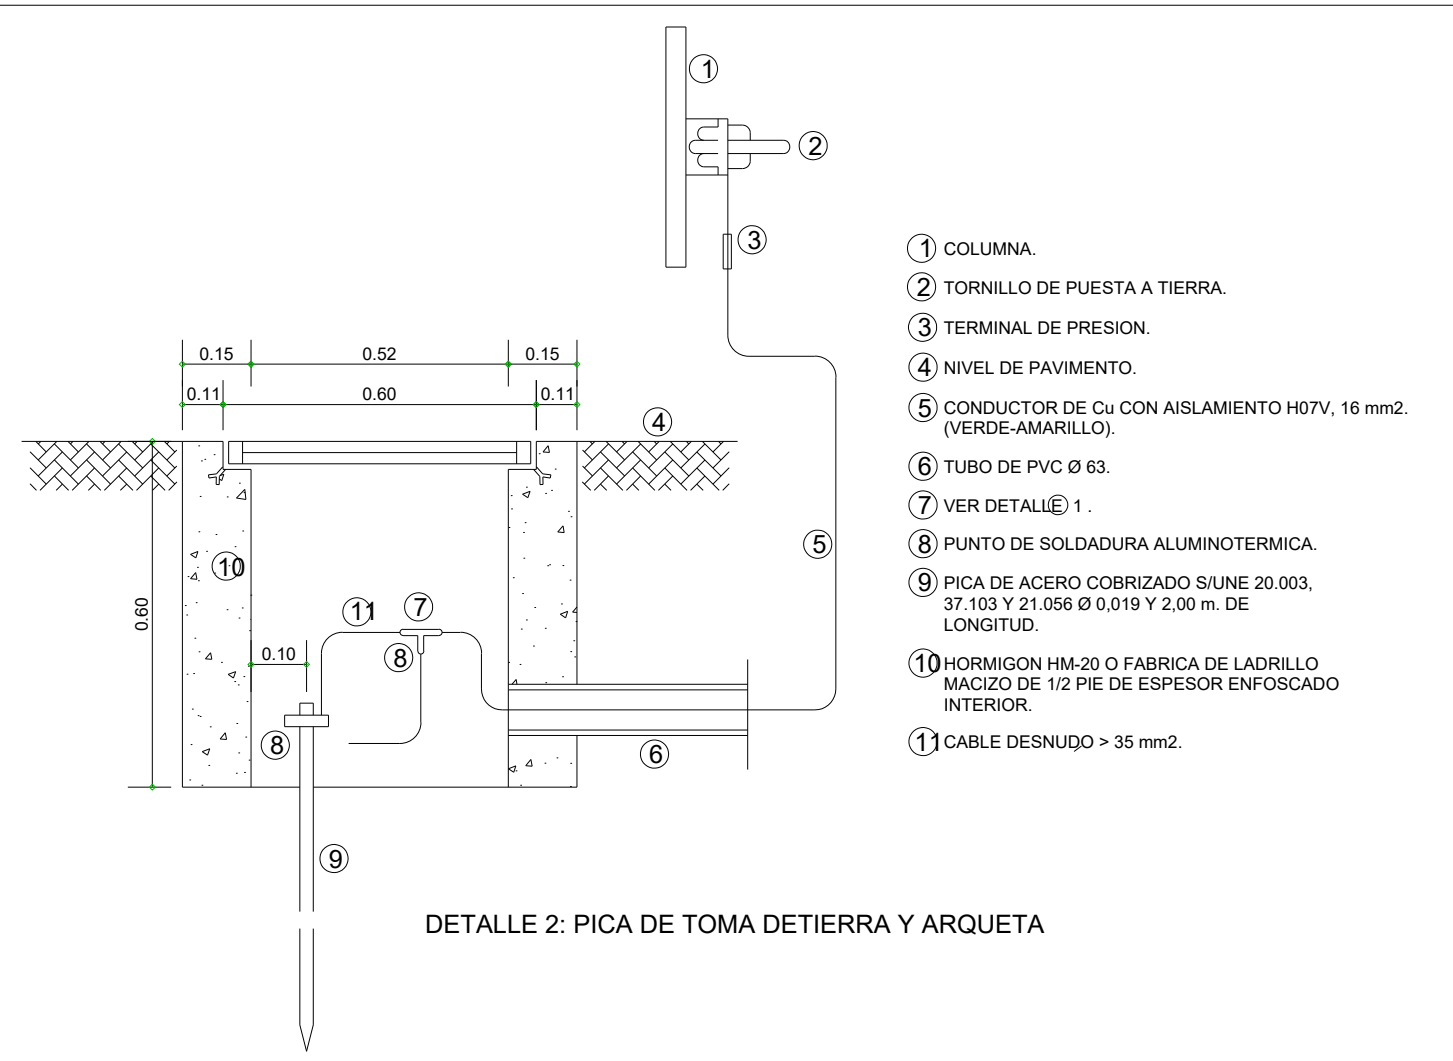 1
2
3
0.15 0.52 0.15
0.11 0.60 0.11
4
5
10
0.60
11
7
8
0.10
8
6
9
1 COLUMNA.
2 TORNILLO DE PUESTA A TIERRA.
3 TERMINAL DE PRESION.
4 NIVEL DE PAVIMENTO.
5 CONDUCTOR DE Cu CON AISLAMIENTO H07V, 16 mm2.
(VERDE-AMARILLO).
6 TUBO DE PVC Ø 63.
7 VER DETALLE 1 .
8 PUNTO DE SOLDADURA ALUMINOTERMICA.
9 PICA DE ACERO COBRIZADO S/UNE 20.003,
37.103 Y 21.056 Ø 0,019 Y 2,00 m. DE
LONGITUD.
10 HORMIGON HM-20 O FABRICA DE LADRILLO
MACIZO DE 1/2 PIE DE ESPESOR ENFOSCADO
INTERIOR.
11 CABLE DESNUDO > 35 mm2.
DETALLE 2: PICA DE TOMA DETIERRA Y ARQUETA